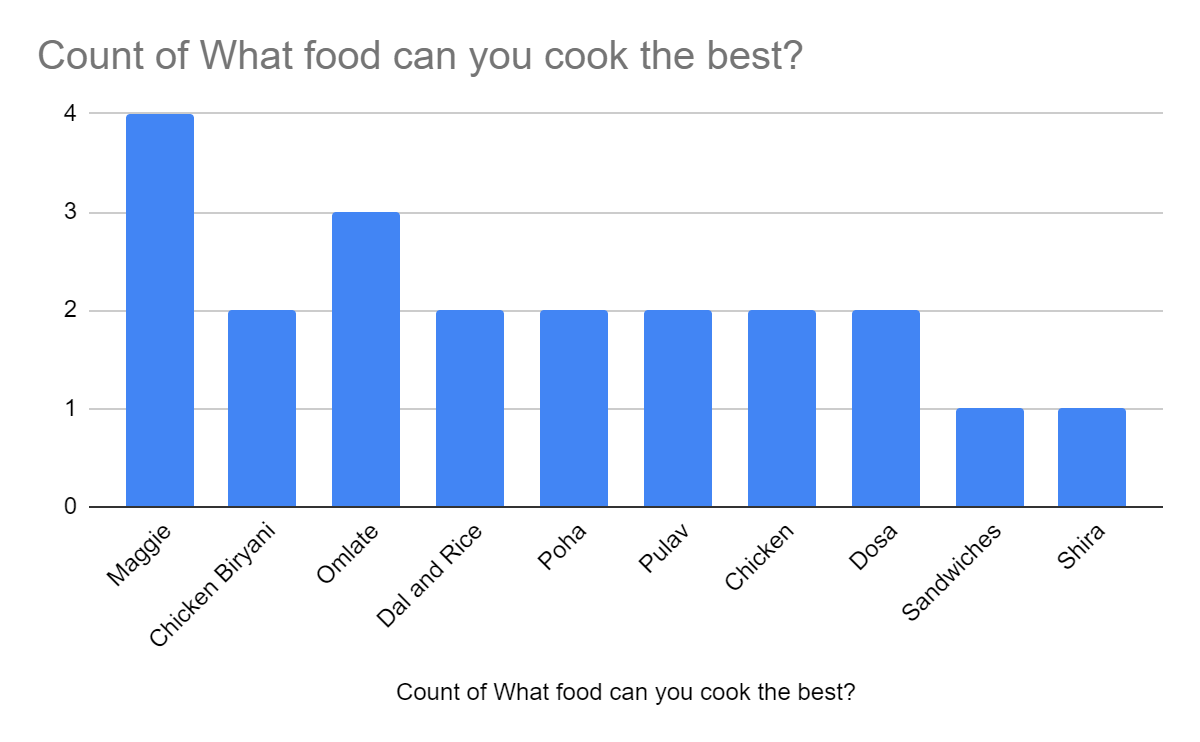 Count of What food can you cook the best?
4
3
2
1
0
Maggie
Chicken Biryani
Omlate
Dal and Rice
Poha
Pulav
Chicken
Dosa
Sandwiches
Shira
Count of What food can you cook the best?